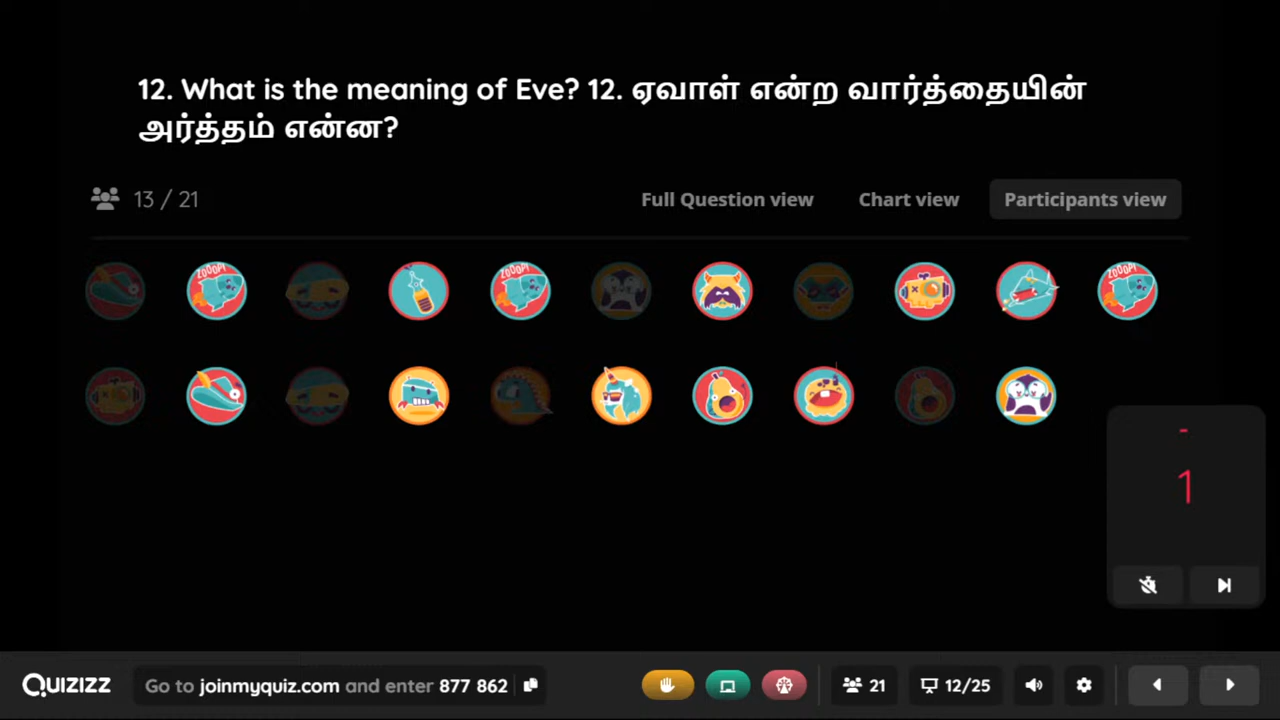 12. What is the meaning of Eve? 12. ஏவாள் என்ற வார்த்தையின்
அர்த்தம் என்ன?
13 / 21
Full Question view
Chart view
Participants view
ZOOOP!
ZOOOP!
ZOOOP!
-
1
QUIZIZZ
Go to joinmyquiz.com and enter 877 862
21
12/25